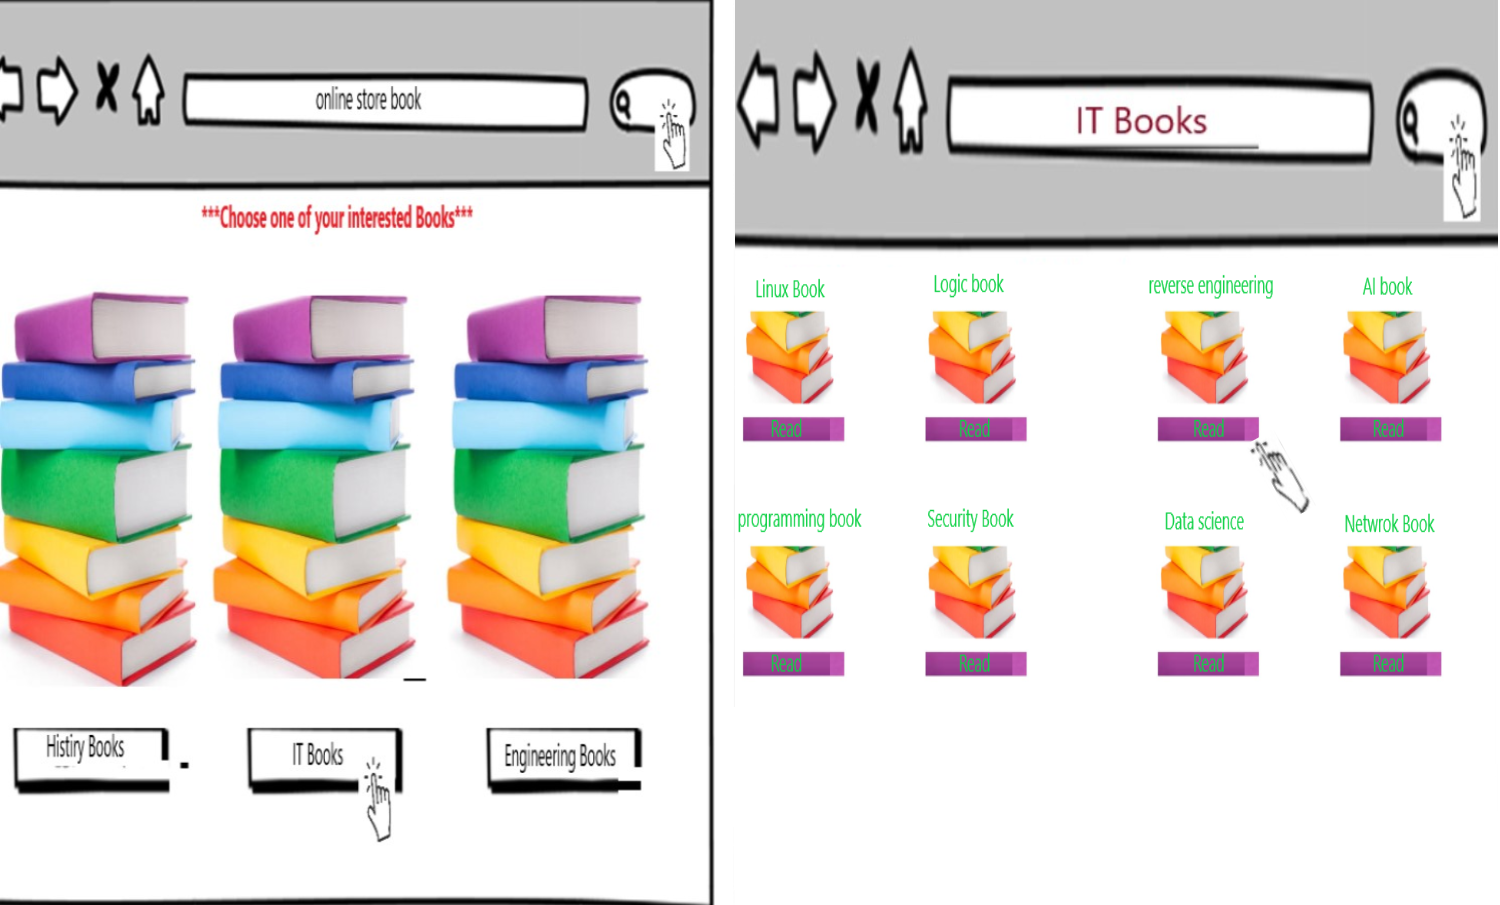 online store book
***Choose one of your interested Books***
Histiry Books
IT Books
Engineering Books
IT Books
Linux Book
Logic book
reverse engineering
AI book
Read
Read
Read
Read
programming book
Security Book
Data science
Netwrok Book
Read
Read
Read
Read